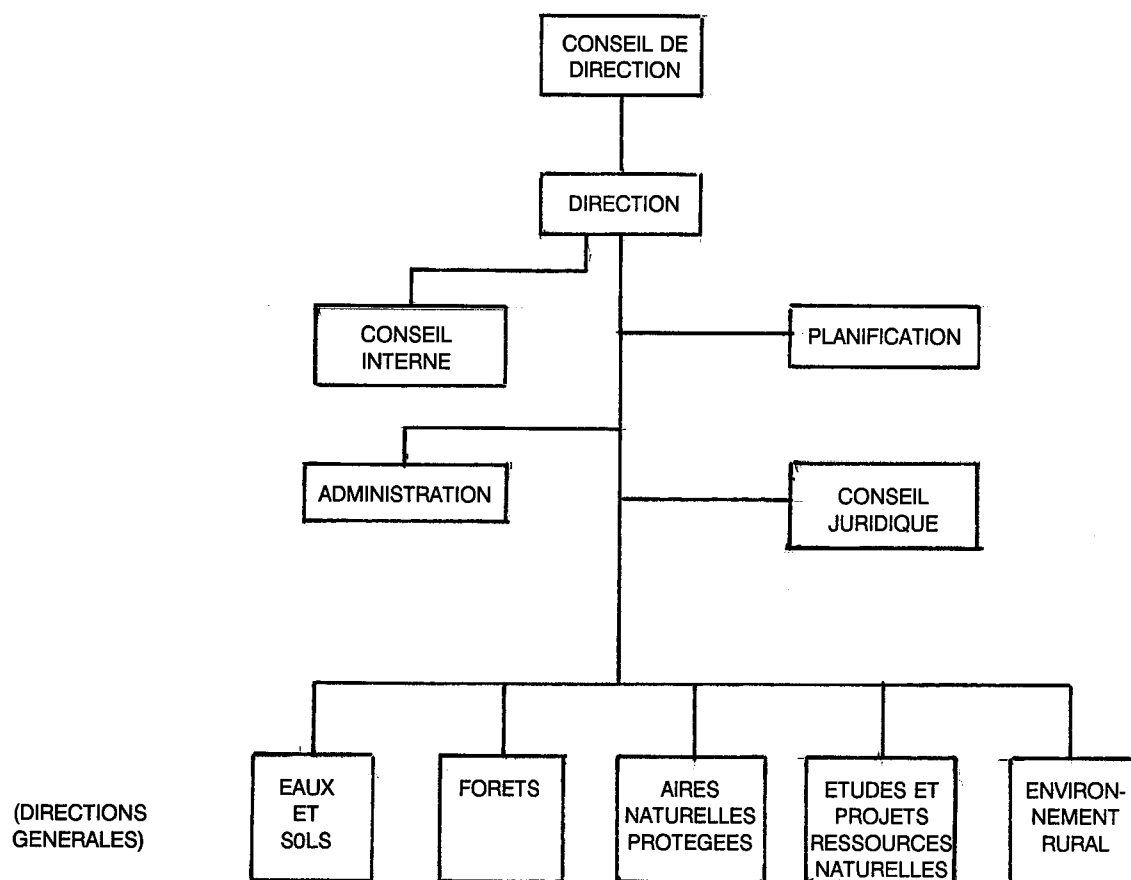 CONSEIL DE
DIRECTION
DIRECTION
CONSEIL
INTERNE
PLANIFICATION
ADMINISTRATION
CONSEIL
JURIDIQUE
(DIRECTIONS
GENERALES)
EAUX
ET
SOLS
FORETS
AIRES
NATURELLES
PROTEGEES
ETUDES ET
PROJETS
RESSOURCES
NATURELLES
ENVIRON-
NEMENT
RURAL